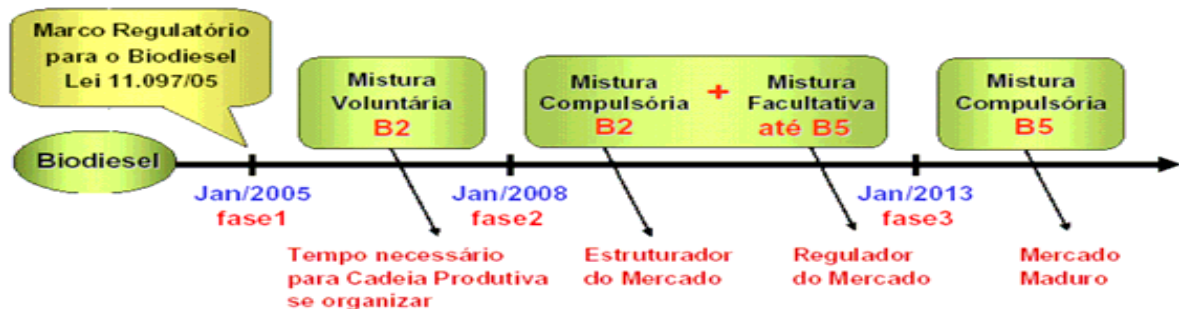 Marco Regulatório
para o Biodiesel
Lei 11.097/05
Mistura
Voluntária
B2
Mistura
Compulsória
B2
+
Mistura
Facultativa
até B5
Mistura
Compulsória
B5
Biodiesel
Jan/2005
fase1
Jan/2008
fase2
Jan/2013
fase3
Tempo necessário
para Cadeia Produtiva
se organizar
Estruturador
do Mercado
Regulador
do Mercado
Mercado
Maduro